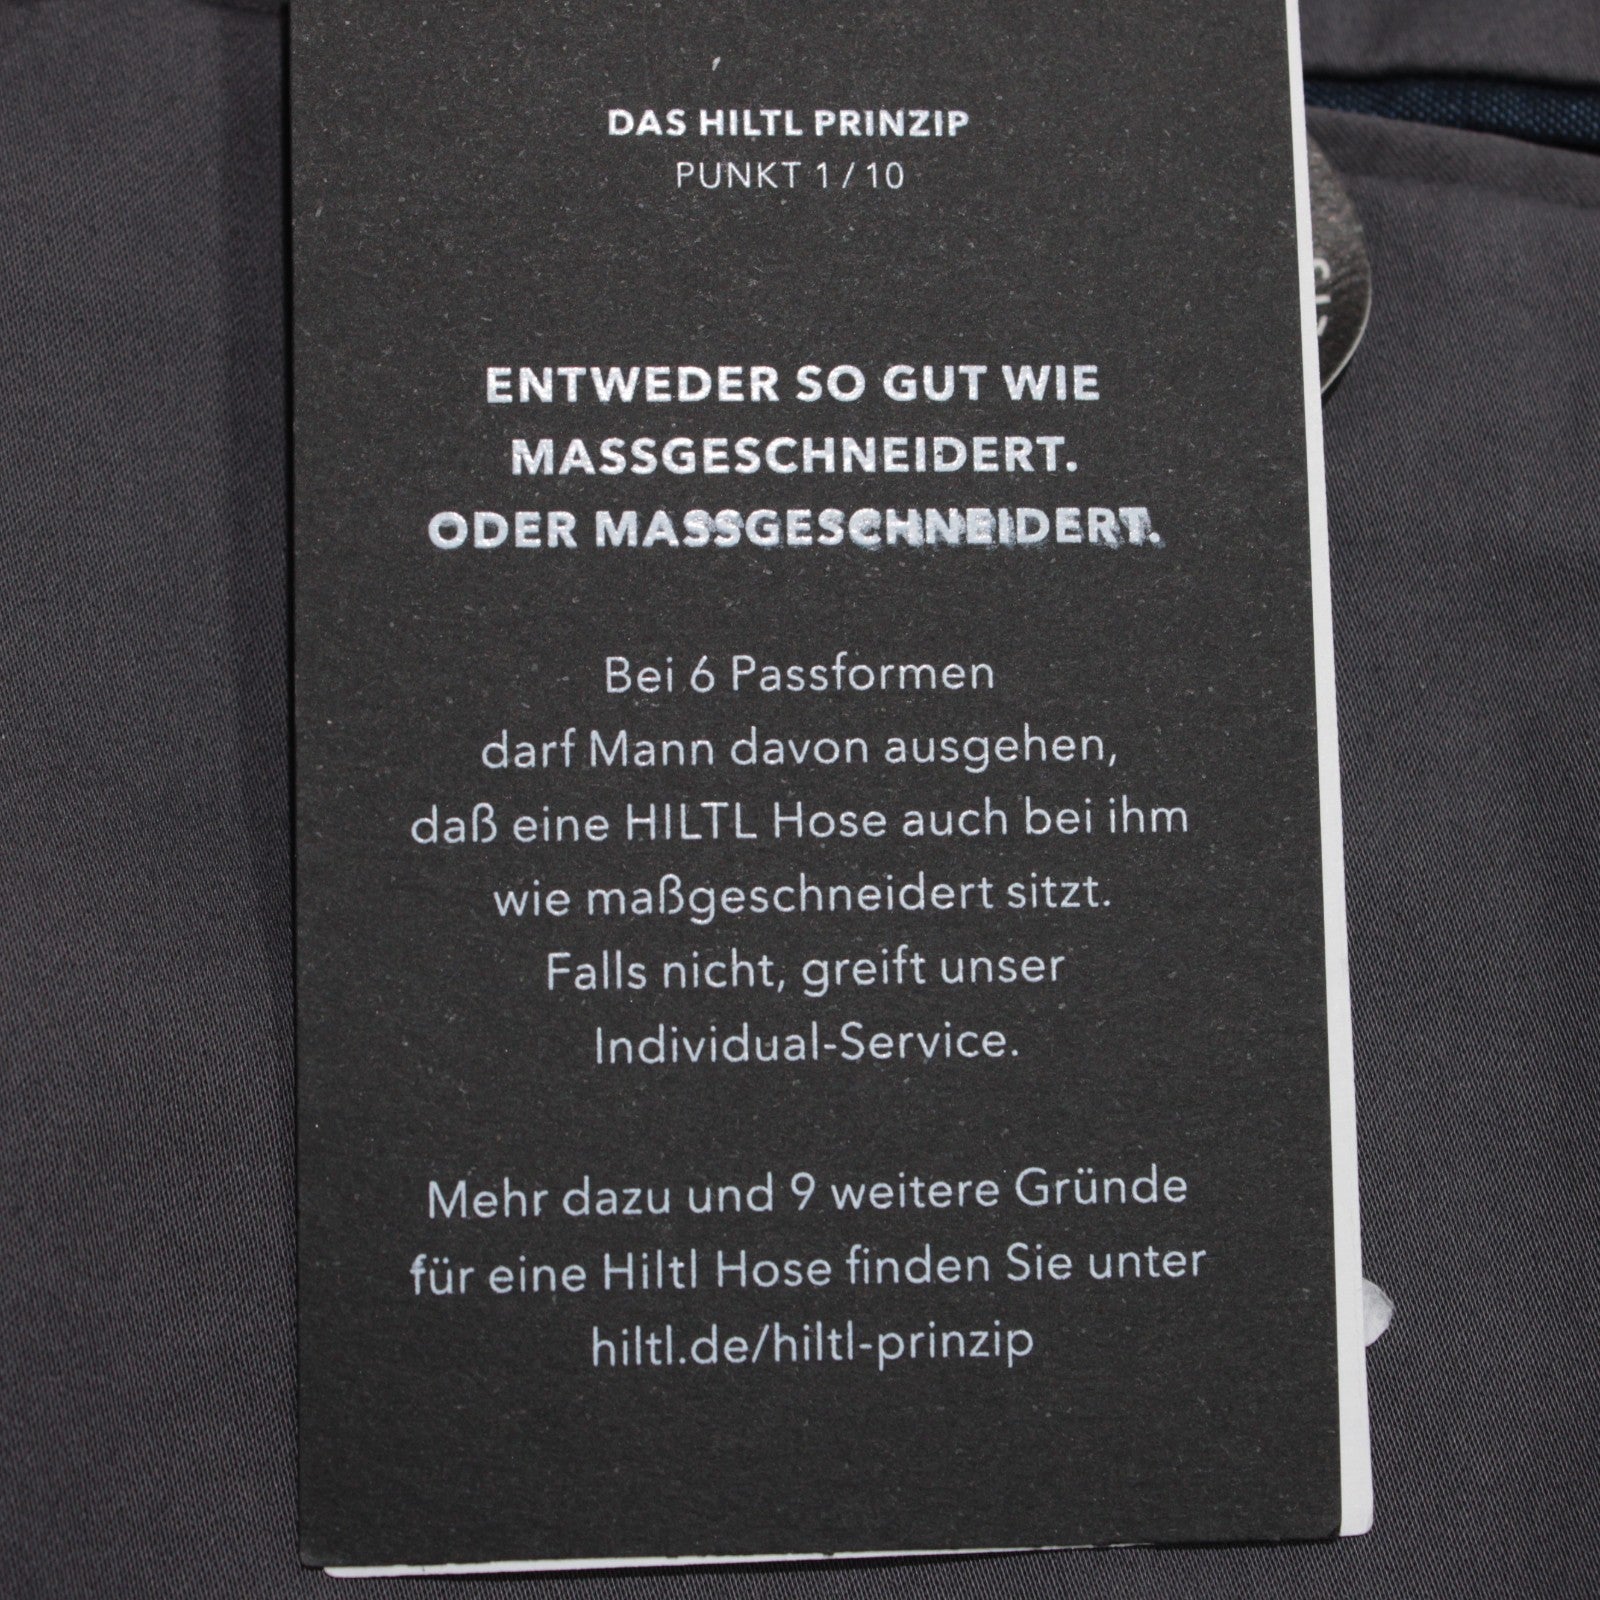 DAS HILTL PRINZIP
PUNKT 1 / 10
ENTWEDER SO GUT WIE
MASSGESCHNEIDERT.
ODER MASSGESCHNEIDERT.
Bei 6 Passformen
darf Mann davon ausgehen,
daß eine HILTL Hose auch bei ihm
wie maßgeschneidert sitzt.
Falls nicht, greift unser
Individual-Service.
Mehr dazu und 9 weitere Gründe
für eine Hiltl Hose finden Sie unter
hiltl.de/hiltl-prinzip